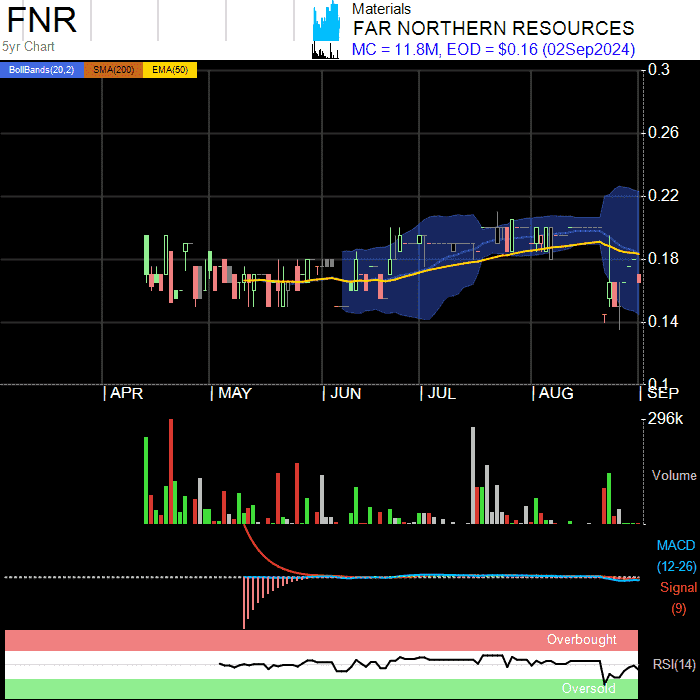 FNR
5yr Chart
Materials
FAR NORTHERN RESOURCES
MC = 11.8M, EOD = $0.16 (02Sep2024)
BollBands(20,2) SMA(200) EMA(50)
0.3
0.26
0.22
0.18
0.14
0.1
APR MAY JUN JUL AUG SEP
296k
Volume
MACD
(12-26)
Signal
(9)
Overbought
RSI(14)
Oversold